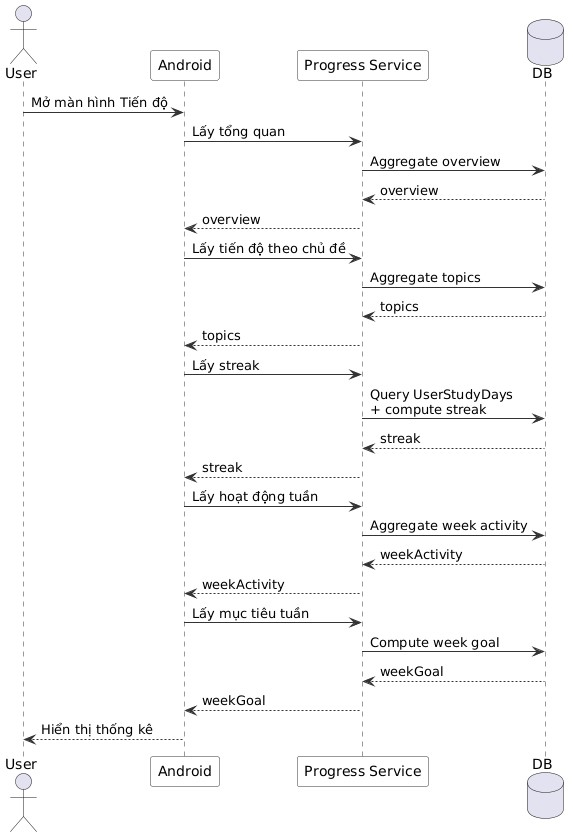 User
Android
Progress Service
DB
Mở màn hình Tiến độ
Lấy tổng quan
Aggregate overview
overview
overview
Lấy tiến độ theo chủ đề
Aggregate topics
topics
topics
Lấy streak
Query UserStudyDays
+ compute streak
streak
streak
Lấy hoạt động tuần
Aggregate week activity
weekActivity
weekActivity
Lấy mục tiêu tuần
Compute week goal
weekGoal
weekGoal
Hiển thị thống kê
User
Android
Progress Service
DB